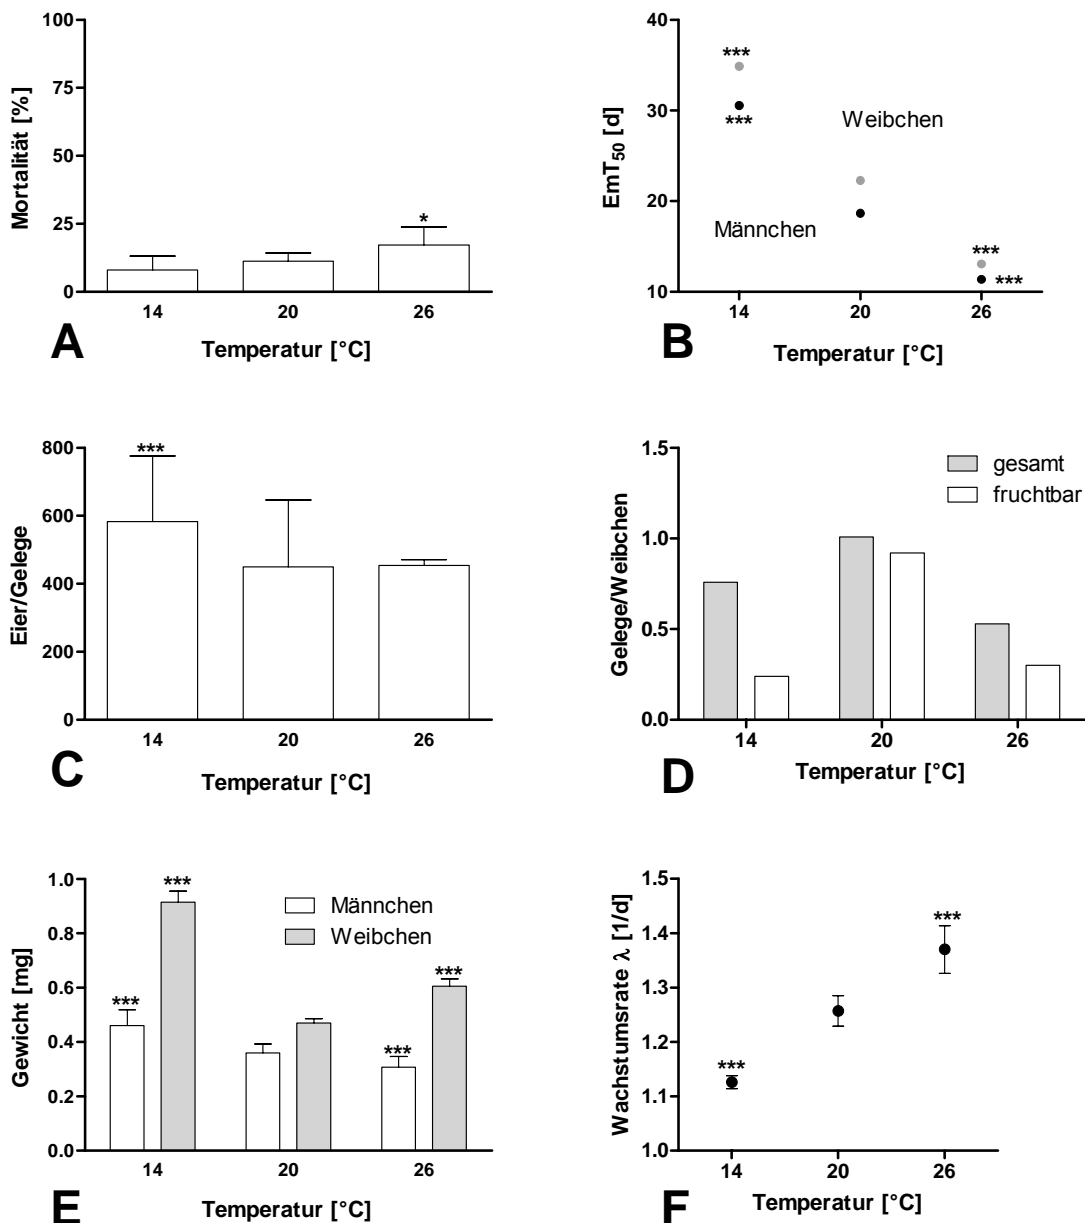 Mortalität [%]
100
75
50
25
0
*
14 20 26
Temperatur [°C]
A
EmT50 [d]
40
30
20
10
***
***
Weibchen
Männchen
***
***
14 20 26
Temperatur [°C]
B
Eier/Gelege
800
600
400
200
0
***
14 20 26
Temperatur [°C]
C
Gelege/Weibchen
1.5
1.0
0.5
0.0
gesamt
fruchtbar
14 20 26
Temperatur [°C]
D
Gewicht [mg]
1.0
0.8
0.6
0.4
0.2
0.0
***
***
***
***
Männchen
Weibchen
14 20 26
Temperatur [°C]
E
Wachstumsrate λ [1/d]
1.5
1.4
1.3
1.2
1.1
1.0
***
***
14 20 26
Temperatur [°C]
F